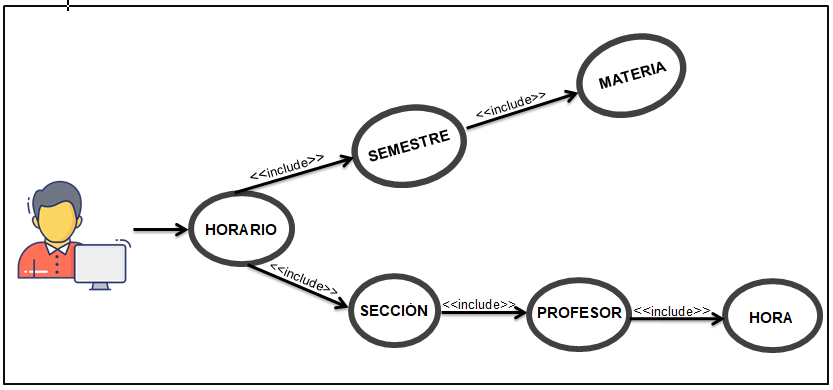 MATERIA
<<include>>
SEMESTRE
<<include>>
HORARIO
<<include>>
SECCIÓN
<<include>>
PROFESOR
<<include>>
HORA